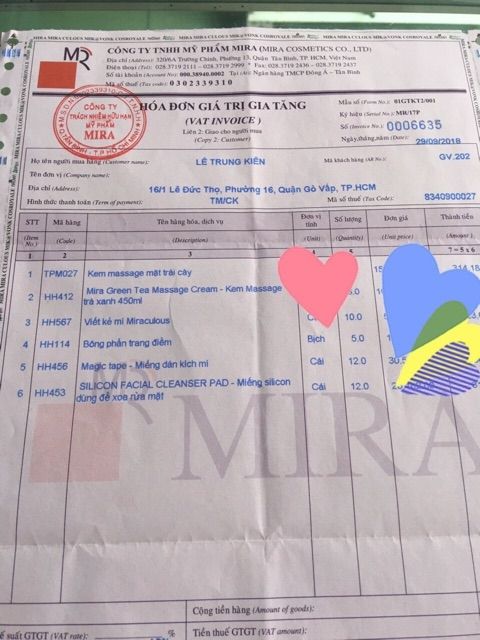 MIRA MIRACULOUS MIRA@VONK COSROYALE
MR
CÔNG TY TNHH MỸ PHẨM MIRA (MIRA COSMETICS CO., LTD)
Địa chỉ (Address): 320/6A Trường Chinh, Phường 13, Quận Tân Bình, TP. HCM, Việt Nam
Điện thoại (Tel): 028.3719 2111 – 028.3719 2999 * Fax: 028.3719 2436 – 028.3719 2437
Số tài khoản (Account No): 000.38940.0002 Tại (At) Ngân hàng TMCP Đông Á – Tân Bình
Mã số thuế (Tax code): 0302339310
CÔNG TY
TRÁCH NHIỆM HỮU HẠN
MỸ PHẨM
MIRA
HÓA ĐƠN GIÁ TRỊ GIA TĂNG
(VAT INVOICE)
Liên 2: Giao cho người mua
(Copy 2: Customer)
Mẫu số (Form No.): 01GTKT2/001
Ký hiệu (Serial No.): MR/17P
Số (Invoice No.): 0006635
Ngày,tháng,năm (Date): 29/09/2018
Họ tên người mua hàng (Customer name): LÊ TRUNG KIÊN Mã khách hàng (AR No.) GV.202
Tên đơn vị (Company name):
Địa chỉ (Address): 16/1 Lê Đức Thọ, Phường 16, Quận Gò Vấp, TP.HCM
Hình thức thanh toán (Term of payment): TM/CK Mã số thuế (Tax Code): 8340900027
STT Mã hàng Tên hàng hóa, dịch vụ Đơn vị tính Số lượng Đơn giá Thành tiền
(Item No.) (Code) (Description) (Unit) (Quantity) (Unit price) (Amount)
1 2 3 5 7=5x6
1 TPM027 Kem massage mặt trái cây
2 HH412 Mira Green Tea Massage Cream - Kem Massage trà xanh 450ml
3 HH567 Viết kẻ mí Miraculous 10.0
4 HH114 Bông phấn trang điểm Bịch 5.0
5 HH456 Magic tape - Miếng dán kích mí Cái 12.0
6 HH453 SILICON FACIAL CLEANSER PAD - Miếng silicon dùng để xoa rửa mặt Cái 12.0
MIRA
Cộng tiền hàng (Amount of goods):
suất GTGT (VAT rate): % Tiền thuế GTGT (VAT amount):